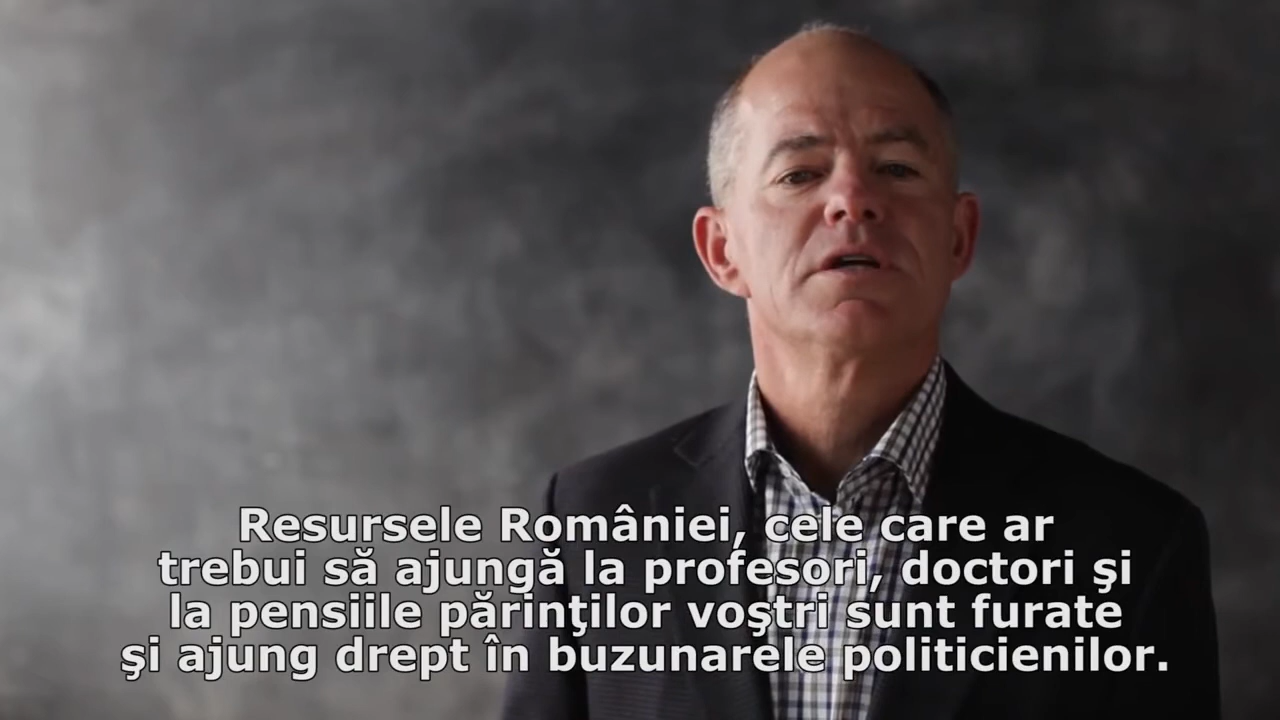 Resursele României, cele care ar
trebui să ajungă la profesori, doctori şi
la pensiile părinţilor voştri sunt furate
şi ajung drept în buzunarele politicienilor.